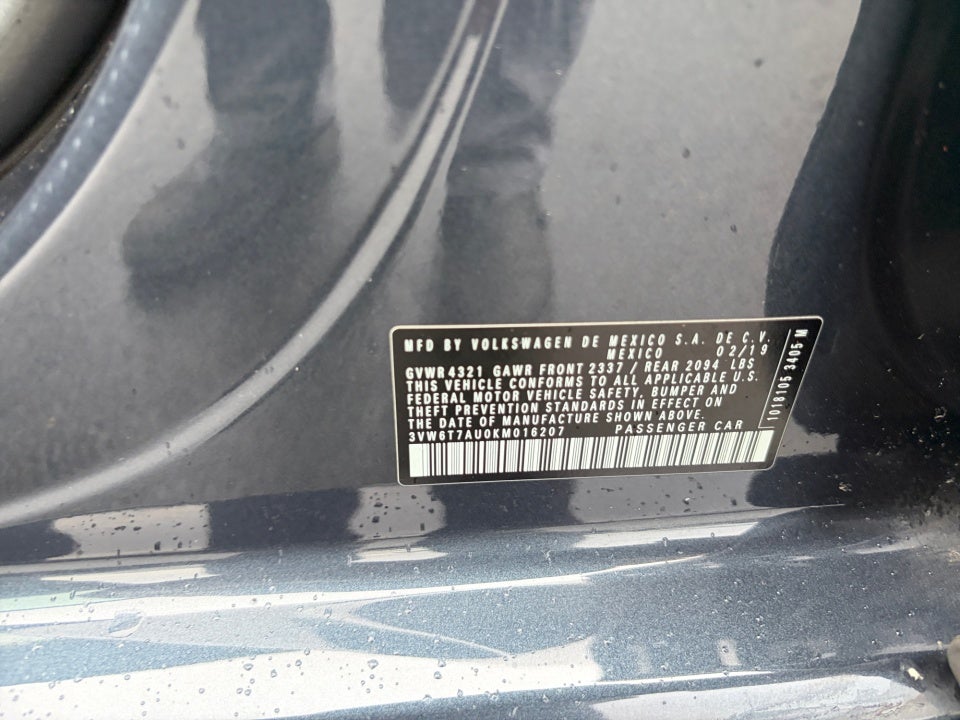 MFD BY VOLKSWAGEN DE MEXICO S.A. DE C.V.
MEXICO 02/19
GVWR 4321 GAWR FRONT 2337 / REAR 2094 LBS
THIS VEHICLE CONFORMS TO ALL APPLICABLE U.S.
FEDERAL MOTOR VEHICLE SAFETY, BUMPER AND
THEFT PREVENTION STANDARDS IN EFFECT ON
THE DATE OF MANUFACTURE SHOWN ABOVE.
3VW6T7AU0KM016207 PASSENGER CAR
1018105 3405 M